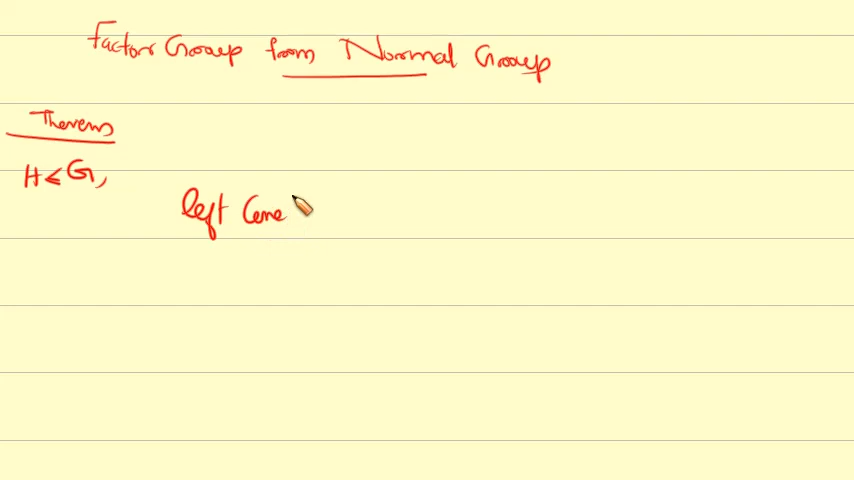 Factor Group from Normal Group
Theorem
H ≤ G,
left Cose